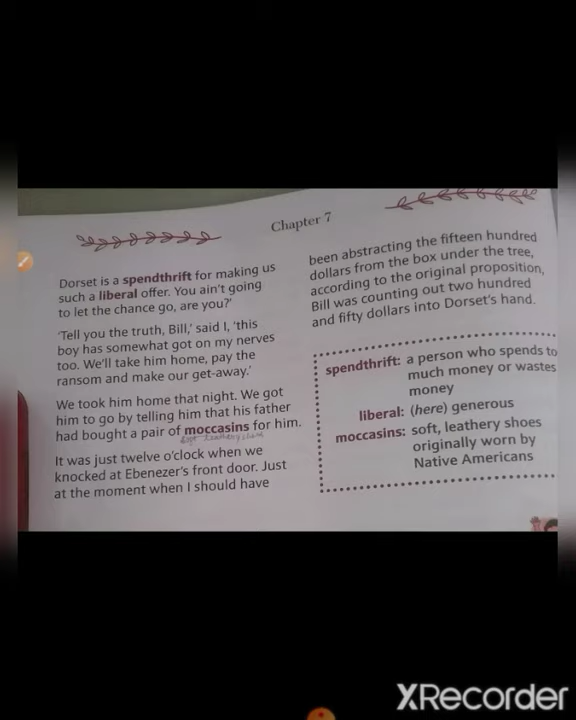 Chapter 7
Dorset is a spendthrift for making us
such a liberal offer. You ain't going
to let the chance go, are you?'
'Tell you the truth, Bill,' said I, 'this
boy has somewhat got on my nerves
too. We'll take him home, pay the
ransom and make our get-away.'
We took him home that night. We got
him to go by telling him that his father
had bought a pair of moccasins for him.
It was just twelve o'clock when we
knocked at Ebenezer's front door. Just
at the moment when I should have
been abstracting the fifteen hundred
dollars from the box under the tree,
according to the original proposition,
Bill was counting out two hundred
and fifty dollars into Dorset's hand.
spendthrift: a person who spends to
much money or wastes
money
liberal: (here) generous
moccasins: soft, leathery shoes
originally worn by
Native Americans
XRecorder